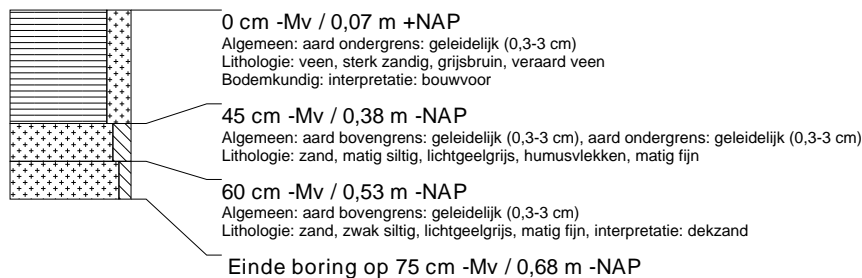 0 cm -Mv / 0,07 m +NAP
Algemeen: aard ondergrens: geleidelijk (0,3-3 cm)
Lithologie: veen, sterk zandig, grijsbruin, veraard veen
Bodemkundig: interpretatie: bouwvoor
45 cm -Mv / 0,38 m -NAP
Algemeen: aard bovengrens: geleidelijk (0,3-3 cm), aard ondergrens: geleidelijk (0,3-3 cm)
Lithologie: zand, matig siltig, lichtgeelgrijs, humusvlekken, matig fijn
60 cm -Mv / 0,53 m -NAP
Algemeen: aard bovengrens: geleidelijk (0,3-3 cm)
Lithologie: zand, zwak siltig, lichtgeelgrijs, matig fijn, interpretatie: dekzand
Einde boring op 75 cm -Mv / 0,68 m -NAP